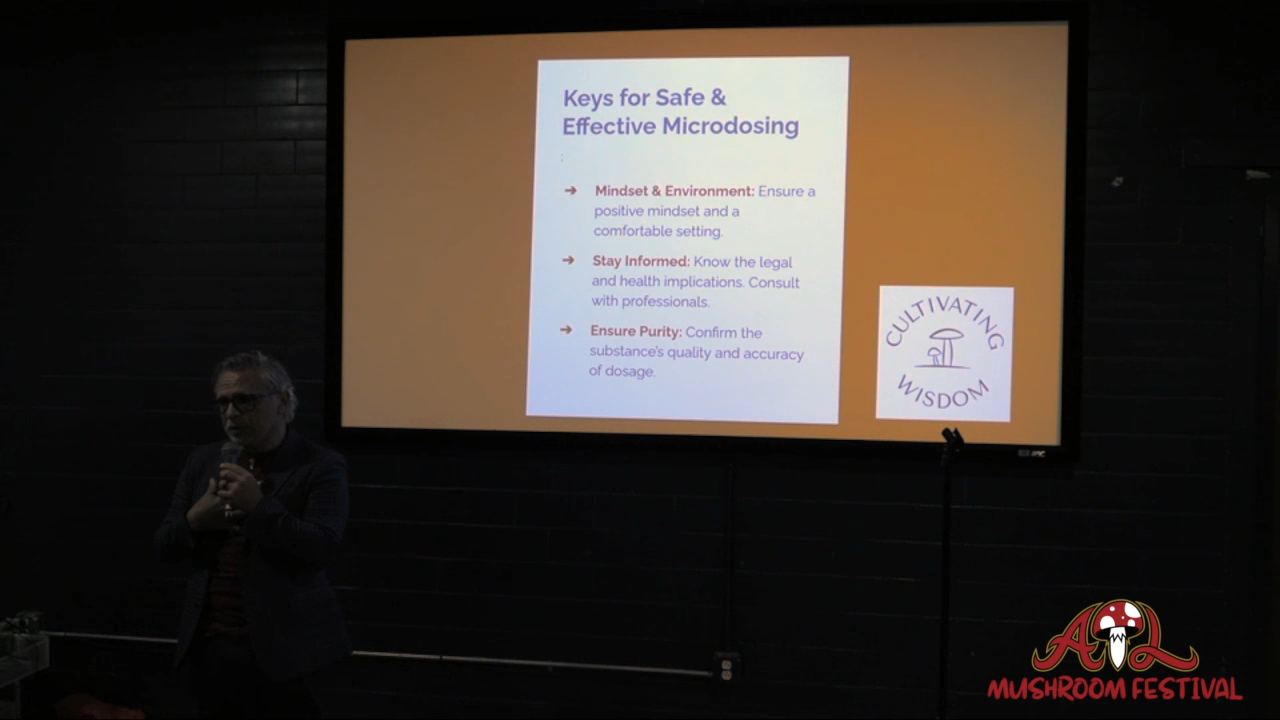 Keys for Safe &
Effective Microdosing
➔ Mindset & Environment: Ensure a
positive mindset and a
comfortable setting.
➔ Stay Informed: Know the legal
and health implications. Consult
with professionals.
➔ Ensure Purity: Confirm the
substance's quality and accuracy
of dosage.
CULTIVATING
WISDOM
JVC
ATL
MUSHROOM FESTIVAL